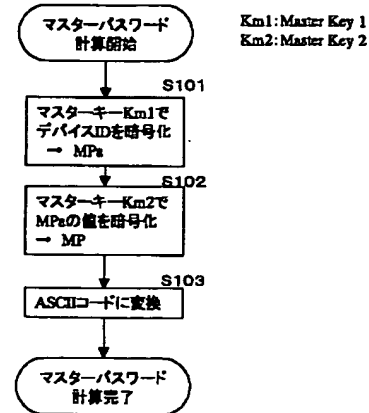 マスターパスワード
計算開始
Km1:Master Key 1
Km2:Master Key 2
S101
マスターキーKm1で
デバイスIDを暗号化
→ MPa
S102
マスターキーKm2で
MPaの値を暗号化
→ MP
S103
ASCIIコードに変換
マスターパスワード
計算完了